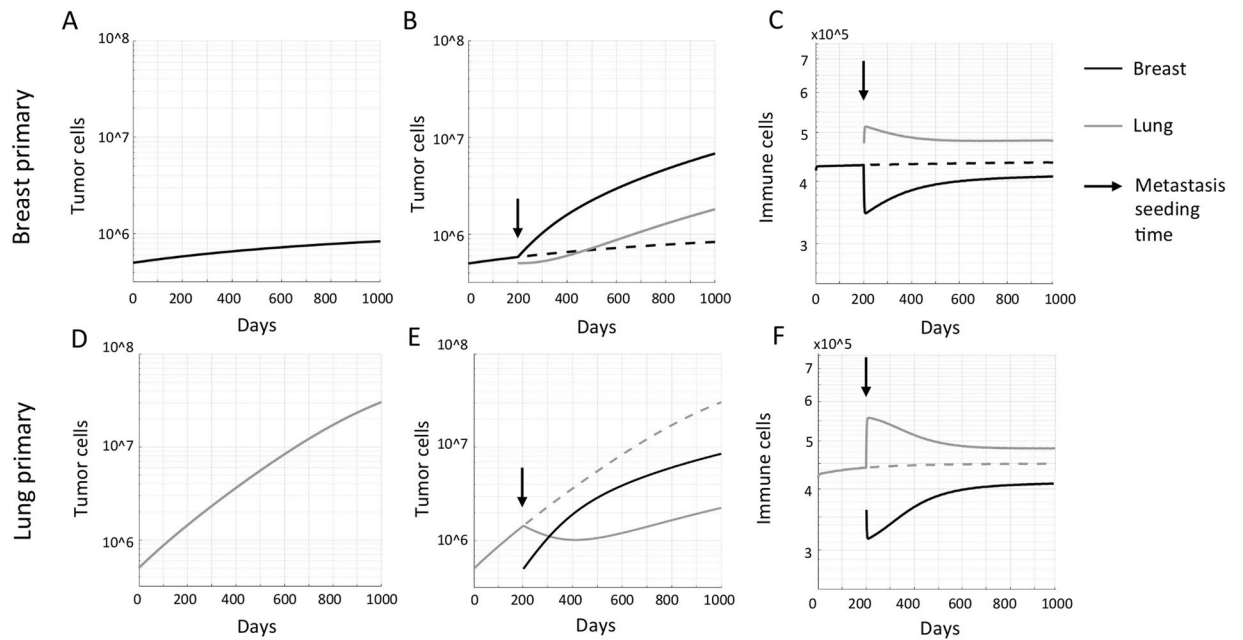 A
B
C
Breast primary
Tumor cells
10^8
10^7
10^6
0 200 400 600 800 1000
Days
Tumor cells
10^8
10^7
10^6
0 200 400 600 800 1000
Days
Immune cells
x10^5
7
6
5
4
3
0 200 400 600 800 1000
Days
Breast
Lung
Metastasis
seeding
time
D
E
F
Lung primary
Tumor cells
10^8
10^7
10^6
0 200 400 600 800 1000
Days
Tumor cells
10^8
10^7
10^6
0 200 400 600 800 1000
Days
Immune cells
x10^5
7
6
5
4
3
0 200 400 600 800 1000
Days